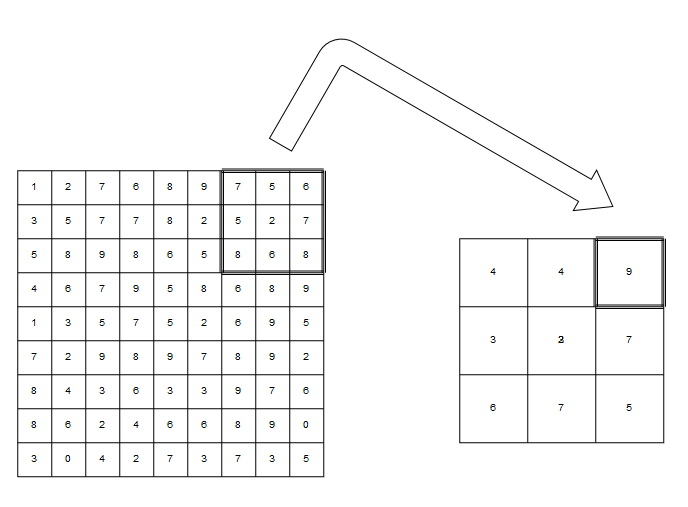 1 2 7 6 8 9 7 5 6
3 5 7 7 8 2 5 2 7
5 8 9 8 6 5 8 6 8
4 6 7 9 5 8 6 8 9
1 3 5 7 5 2 6 9 5
7 2 9 8 9 7 8 9 2
8 4 3 6 3 3 9 7 6
8 6 2 4 6 6 8 9 0
3 0 4 2 7 3 7 3 5
4 4 9
3 7
6 7 5